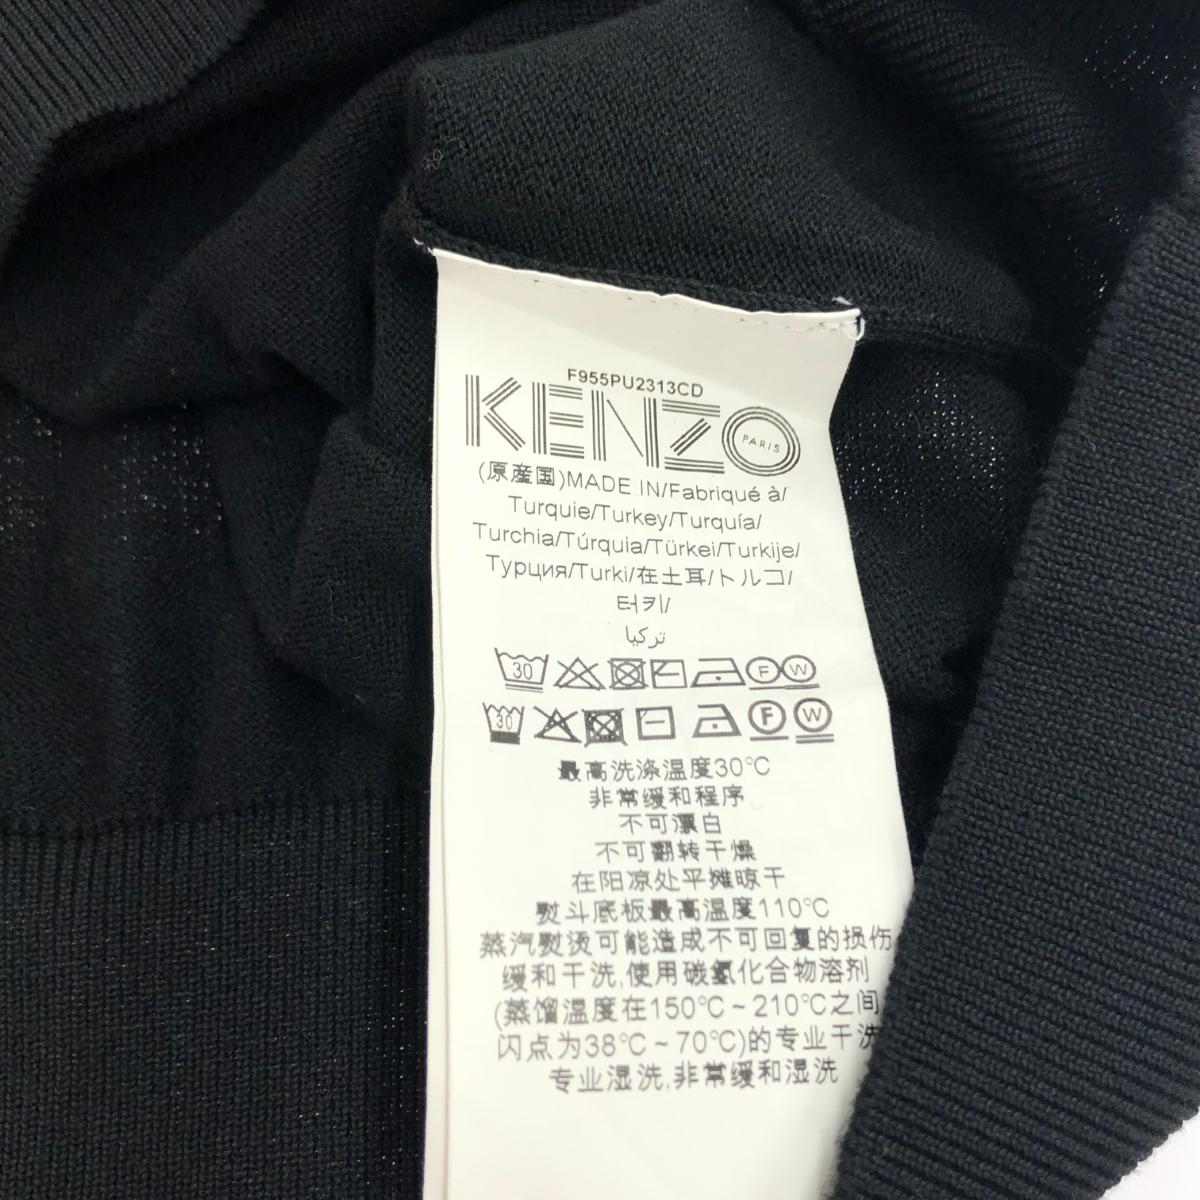 F955PU2313CD
KENZO
PARIS
(原産国)MADE IN/Fabriqué à/
Turquie/Turkey/Turquía/
Turchia/Túrquia/Türkei/Turkije/
Турция/Turki/在土耳/トルコ/
터키/
تركيا
30
F W
30
F W
最高洗涤温度30°C
非常缓和程序
不可漂白
不可翻转干燥
在阳凉处平摊晾干
熨斗底板最高温度110°C
蒸汽熨烫可能造成不可回复的损伤
缓和干洗,使用碳氢化合物溶剂
(蒸馏温度在150°C~210°C之间
闪点为38°C~70°C)的专业干洗
专业湿洗,非常缓和湿洗